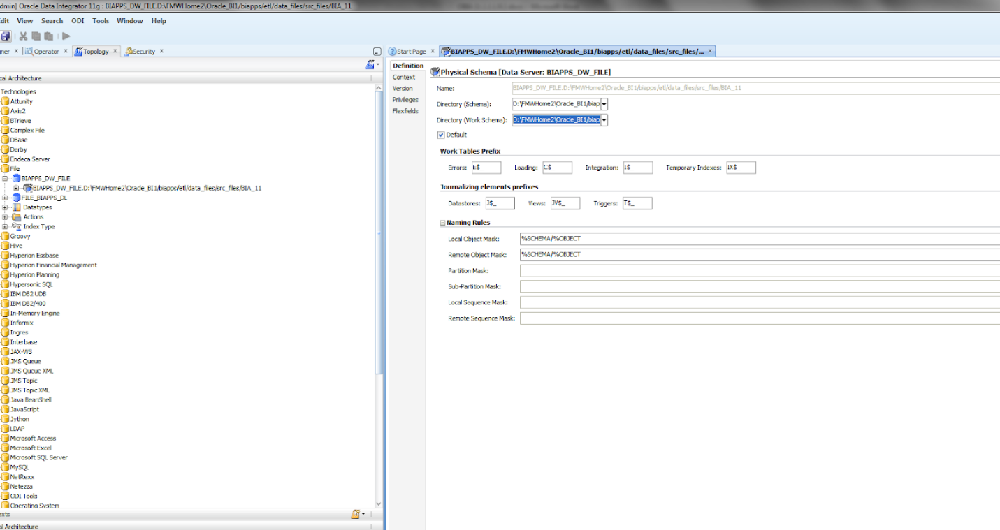 dmin] Oracle Data Integrator 11g : BIAPPS_DW_FILE.D:\FMWHome2\Oracle_BI1/biapps/etl/data_files/src_files/BIA_11
dit View Search ODI Tools Window Help
ner Operator Topology Security
Start Page BIAPPS_DW_FILE.D:\FMWHome2\Oracle_BI1/biapps/etl/data_files/src_files/...
cal Architecture
Technologies
Attunity
Axis2
BTrieve
Complex File
DBase
Derby
Endeca Server
File
BIAPPS_DW_FILE
BIAPPS_DW_FILE.D:\FMWHome2\Oracle_BI1/biapps/etl/data_files/src_files/BIA_11
FILE_BIAPPS_DL
Datatypes
Actions
Index Type
Groovy
Hive
Hyperion Essbase
Hyperion Financial Management
Hyperion Planning
Hypersonic SQL
IBM DB2 UDB
IBM DB2/400
In-Memory Engine
Informix
Ingres
Interbase
JAX-WS
JMS Queue
JMS Queue XML
JMS Topic
JMS Topic XML
Java BeanShell
JavaScript
Jython
LDAP
Microsoft Access
Microsoft Excel
Microsoft SQL Server
MySQL
NetRexx
Netezza
ODI Tools
Operating System
exts
al Architecture
Definition
Context
Version
Privileges
Flexfields
Physical Schema [Data Server: BIAPPS_DW_FILE]
Name: BIAPPS_DW_FILE.D:\FMWHome2\Oracle_BI1/biapps/etl/data_files/src_files/BIA_11
Directory (Schema): D:\FMWHome2\Oracle_BI1/biap
Directory (Work Schema): D:\FMWHome2\Oracle_BI1/biap
Default
Work Tables Prefix
Errors: E$_ Loading: C$_ Integration: I$_ Temporary Indexes: IX$_
Journalizing elements prefixes
Datastores: J$_ Views: JV$_ Triggers: T$_
Naming Rules
Local Object Mask: %SCHEMA/%OBJECT
Remote Object Mask: %SCHEMA/%OBJECT
Partition Mask:
Sub-Partition Mask:
Local Sequence Mask:
Remote Sequence Mask: